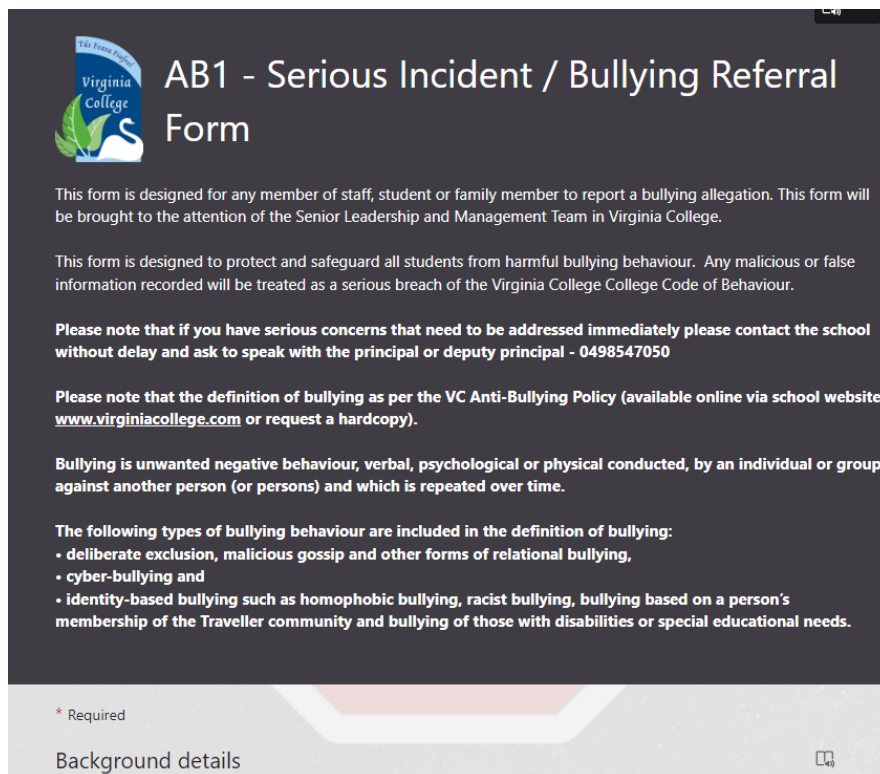 Tús Feasa Fiafraí
Virginia
College
AB1 - Serious Incident / Bullying Referral
Form
This form is designed for any member of staff, student or family member to report a bullying allegation. This form will
be brought to the attention of the Senior Leadership and Management Team in Virginia College.
This form is designed to protect and safeguard all students from harmful bullying behaviour. Any malicious or false
information recorded will be treated as a serious breach of the Virginia College College Code of Behaviour.
Please note that if you have serious concerns that need to be addressed immediately please contact the school
without delay and ask to speak with the principal or deputy principal - 0498547050
Please note that the definition of bullying as per the VC Anti-Bullying Policy (available online via school website
www.virginiacollege.com or request a hardcopy).
Bullying is unwanted negative behaviour, verbal, psychological or physical conducted, by an individual or group
against another person (or persons) and which is repeated over time.
The following types of bullying behaviour are included in the definition of bullying:
• deliberate exclusion, malicious gossip and other forms of relational bullying,
• cyber-bullying and
• identity-based bullying such as homophobic bullying, racist bullying, bullying based on a person's
membership of the Traveller community and bullying of those with disabilities or special educational needs.
* Required
Background details